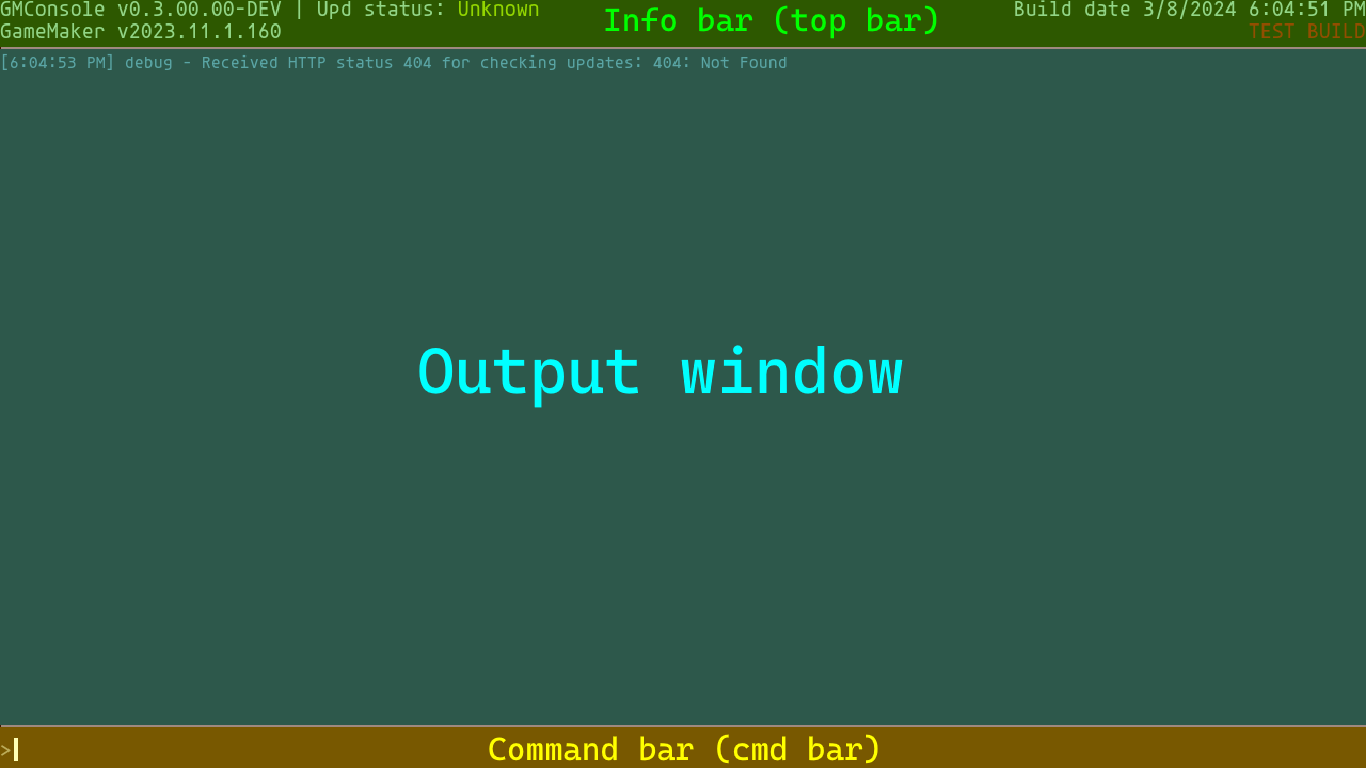 GMConsole v0.3.00.00-DEV | Upd status: Unknown
Info bar (top bar)
Build date 3/8/2024 6:04:51 PM
GameMaker v2023.11.1.160
TEST BUILD
[6:04:53 PM] debug - Received HTTP status 404 for checking updates: 404: Not Found
Output window
>
Command bar (cmd bar)